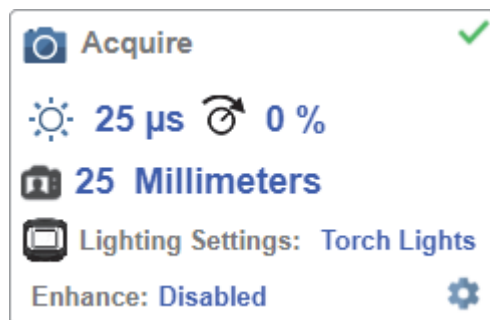 Acquire
25 µs 0 %
25 Millimeters
Lighting Settings: Torch Lights
Enhance: Disabled